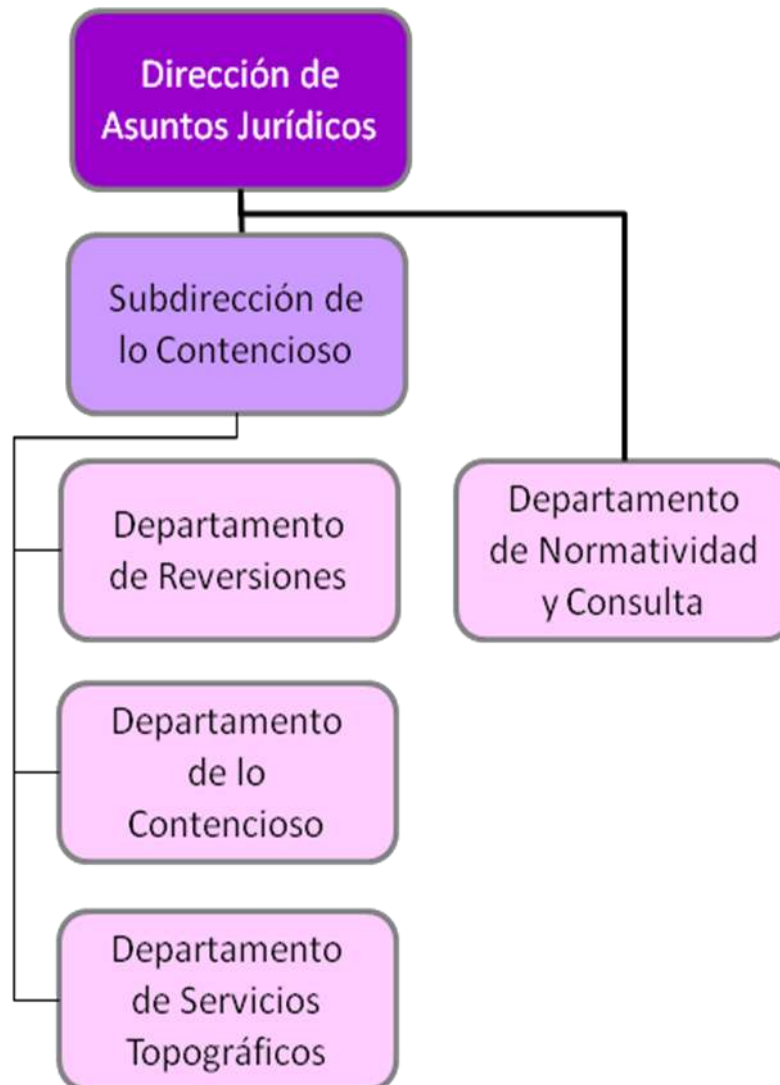 Dirección de
Asuntos Jurídicos
Subdirección de
lo Contencioso
Departamento
de Reversiones
Departamento
de Normatividad
y Consulta
Departamento
de lo
Contencioso
Departamento
de Servicios
Topográficos